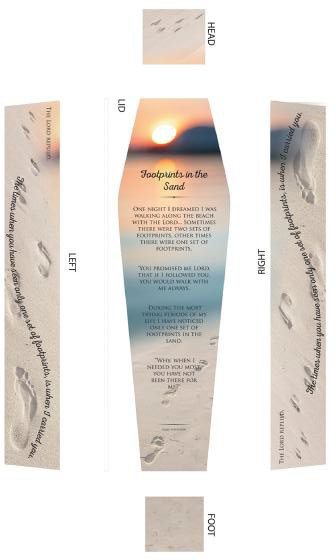 HEAD
LID
Footprints in the
Sand
One night I dreamed I was
walking along the beach
with the Lord... Sometimes
there were two sets of
footprints, other times
there were one set of
footprints.
"You promised me Lord,
that if I followed you,
you would walk with
me always.
During the most
trying periods of my
life I have noticed
only one set of
footprints in the
sand.
"Why, when I
needed you most,
you have not
been there for
me?"
LEFT
The Lord replied,
The times when you have seen only one set of footprints, is when I carried you.
RIGHT
The Lord replied,
The times when you have seen only one set of footprints, is when I carried you.
FOOT